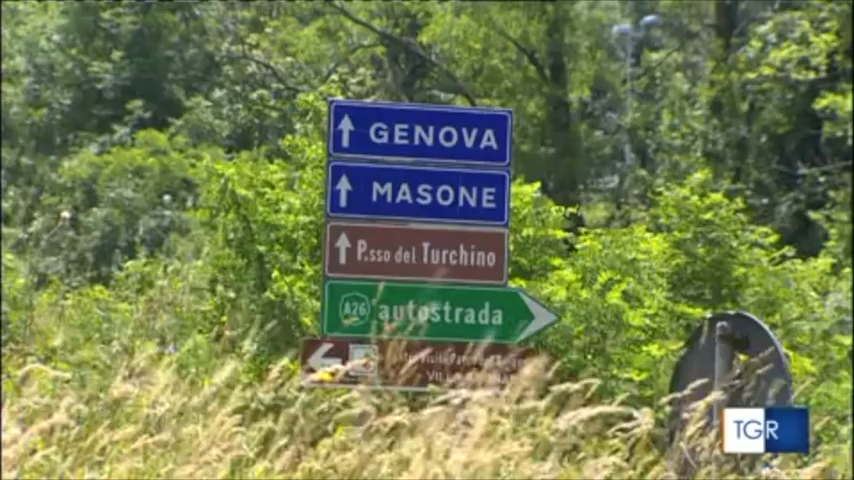 GENOVA
MASONE
P.sso del Turchino
A26 autostrada
TGR